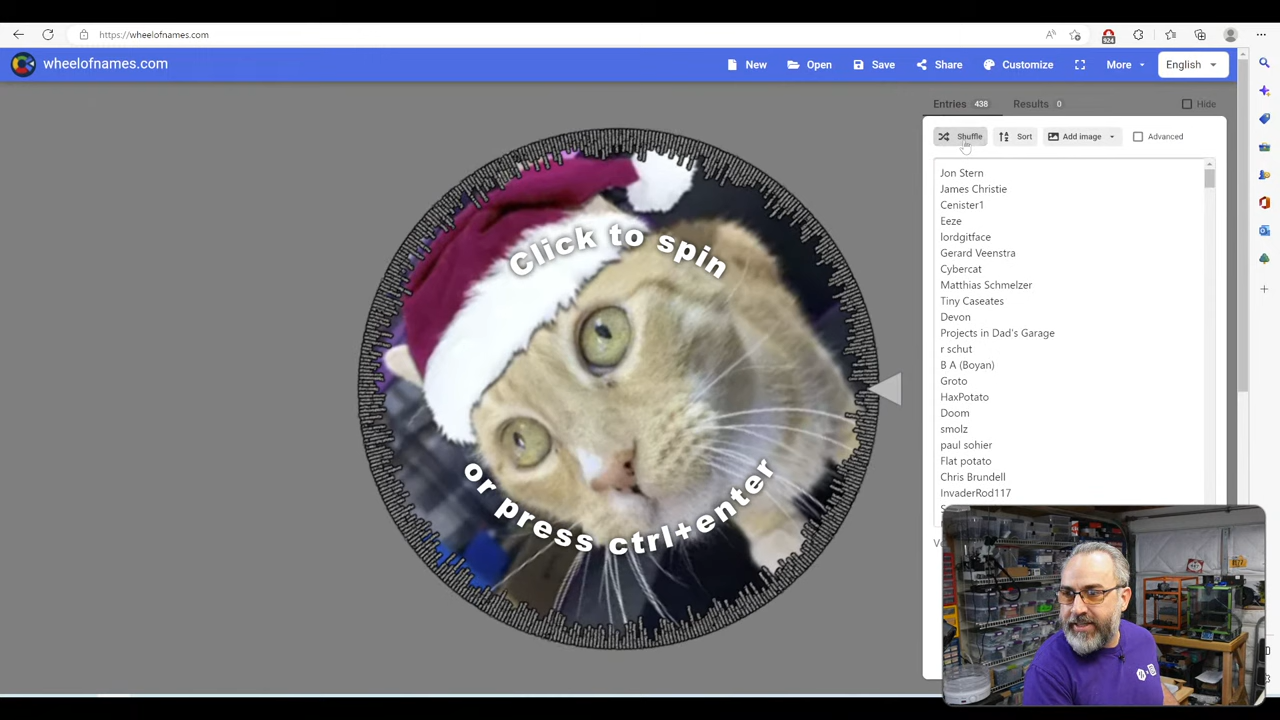 https://wheelofnames.com
924
wheelofnames.com
New
Open
Save
Share
Customize
More
English
Entries 438
Results 0
Hide
Shuffle
Sort
Add image
Advanced
Click to spin
or press ctrl+enter
Jon Stern
James Christie
Cenister1
Eeze
lordgitface
Gerard Veenstra
Cybercat
Matthias Schmelzer
Tiny Caseates
Devon
Projects in Dad's Garage
r schut
B A (Boyan)
Groto
HaxPotato
Doom
smolz
paul sohier
Flat potato
Chris Brundell
InvaderRod117